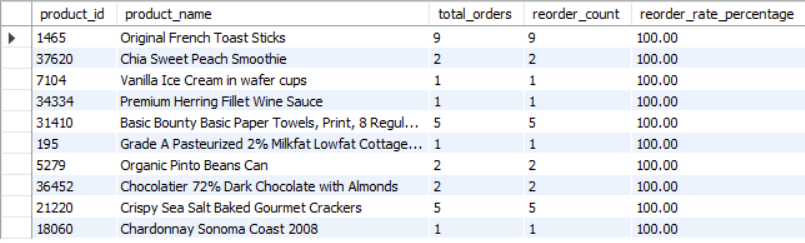 product_id product_name total_orders reorder_count reorder_rate_percentage
1465 Original French Toast Sticks 9 9 100.00
37620 Chia Sweet Peach Smoothie 2 2 100.00
7104 Vanilla Ice Cream in wafer cups 1 1 100.00
34334 Premium Herring Fillet Wine Sauce 1 1 100.00
31410 Basic Bounty Basic Paper Towels, Print, 8 Regul... 5 5 100.00
195 Grade A Pasteurized 2% Milkfat Lowfat Cottage... 1 1 100.00
5279 Organic Pinto Beans Can 2 2 100.00
36452 Chocolatier 72% Dark Chocolate with Almonds 2 2 100.00
21220 Crispy Sea Salt Baked Gourmet Crackers 5 5 100.00
18060 Chardonnay Sonoma Coast 2008 1 1 100.00